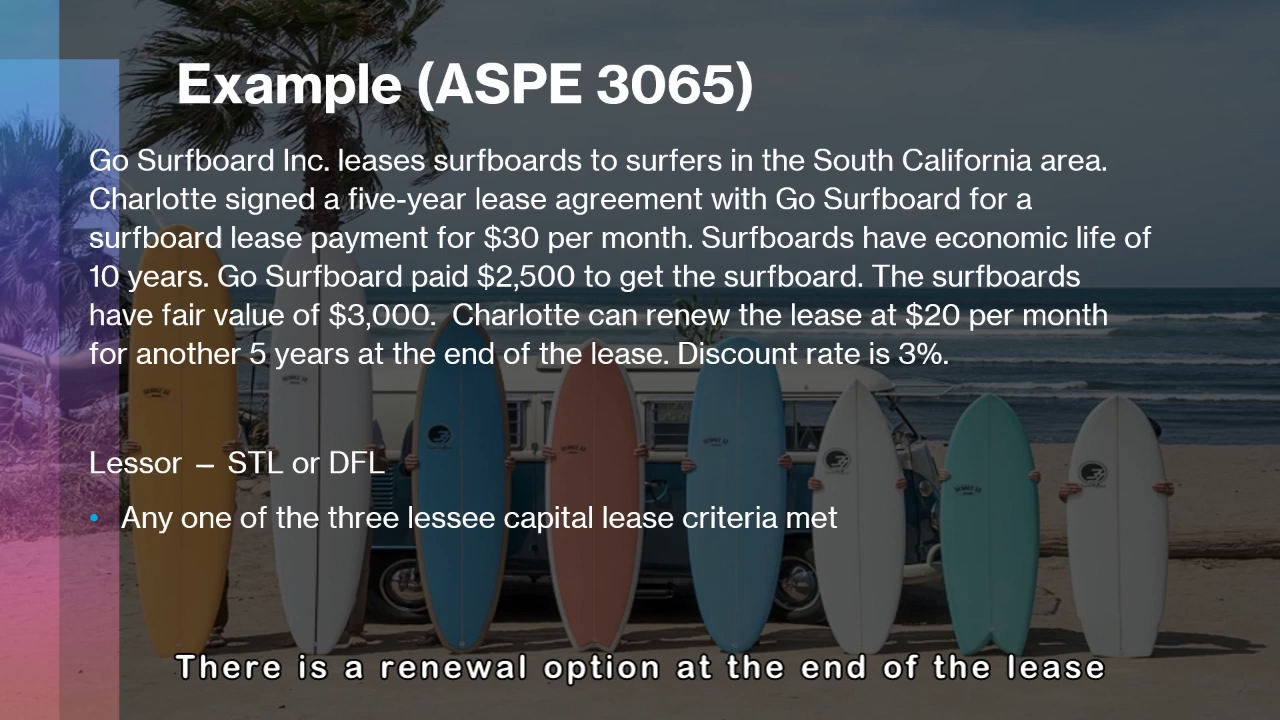 Example (ASPE 3065)
Go Surfboard Inc. leases surfboards to surfers in the South California area.
Charlotte signed a five-year lease agreement with Go Surfboard for a
surfboard lease payment for $30 per month. Surfboards have economic life of
10 years. Go Surfboard paid $2,500 to get the surfboard. The surfboards
have fair value of $3,000. Charlotte can renew the lease at $20 per month
for another 5 years at the end of the lease. Discount rate is 3%.
Lessor – STL or DFL
• Any one of the three lessee capital lease criteria met
There is a renewal option at the end of the lease